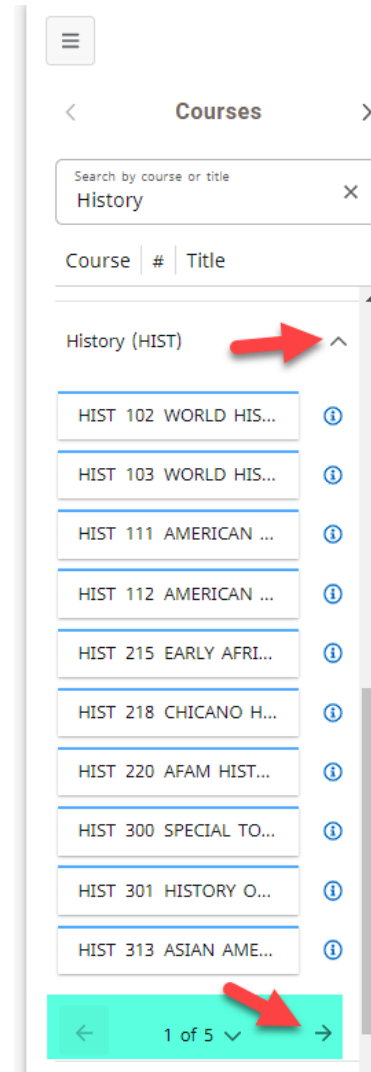 Courses
Search by course or title
History
Course # Title
History (HIST)
HIST 102 WORLD HIS...
HIST 103 WORLD HIS...
HIST 111 AMERICAN ...
HIST 112 AMERICAN ...
HIST 215 EARLY AFRI...
HIST 218 CHICANO H...
HIST 220 AFAM HIST...
HIST 300 SPECIAL TO...
HIST 301 HISTORY O...
HIST 313 ASIAN AME...
1 of 5